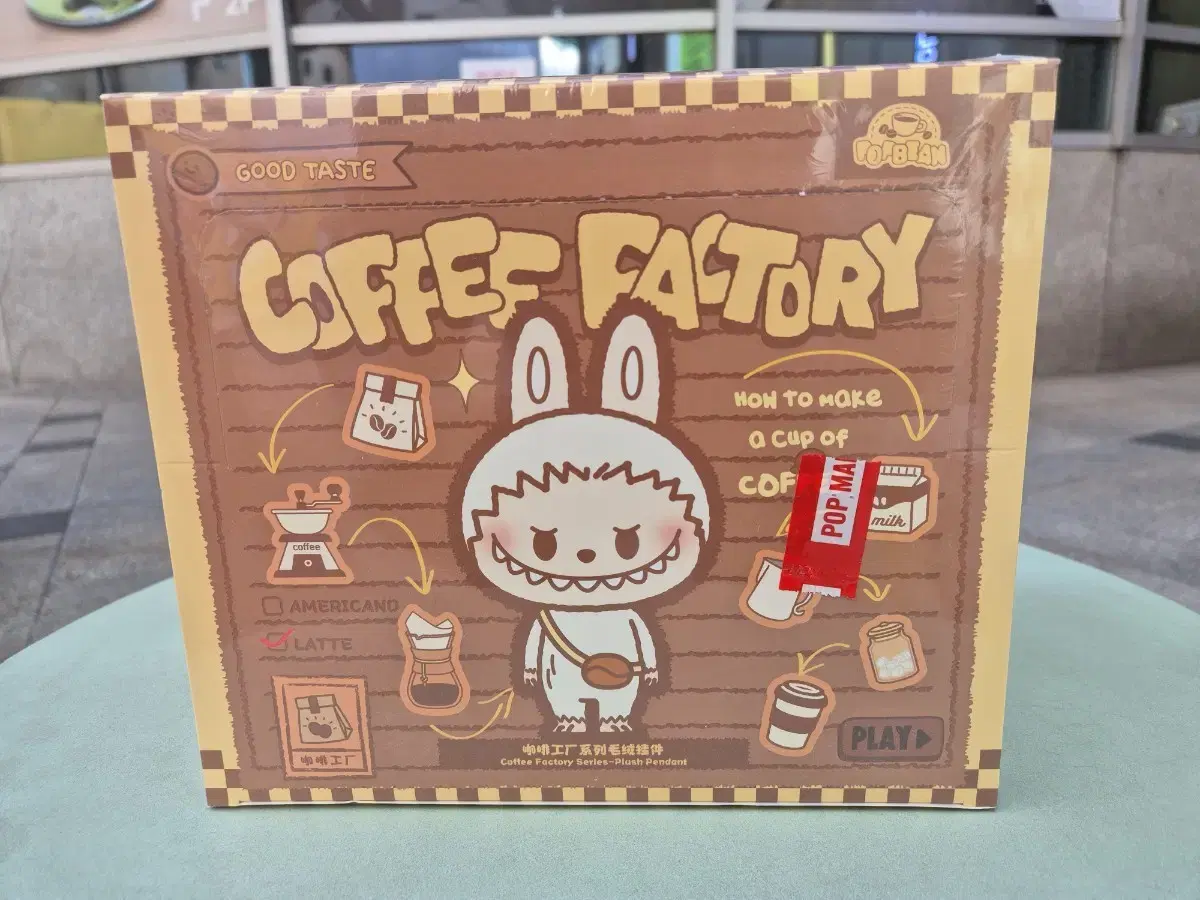 GOOD TASTE
POPBEAN
COFFEE FACTORY
HOW TO MAKE
a CUP OF
COF
POP MA
milk
coffee
AMERICANO
LATTE
咖啡工厂
PLAY
咖啡工厂系列毛绒挂件
Coffee Factory Series-Plush Pendant